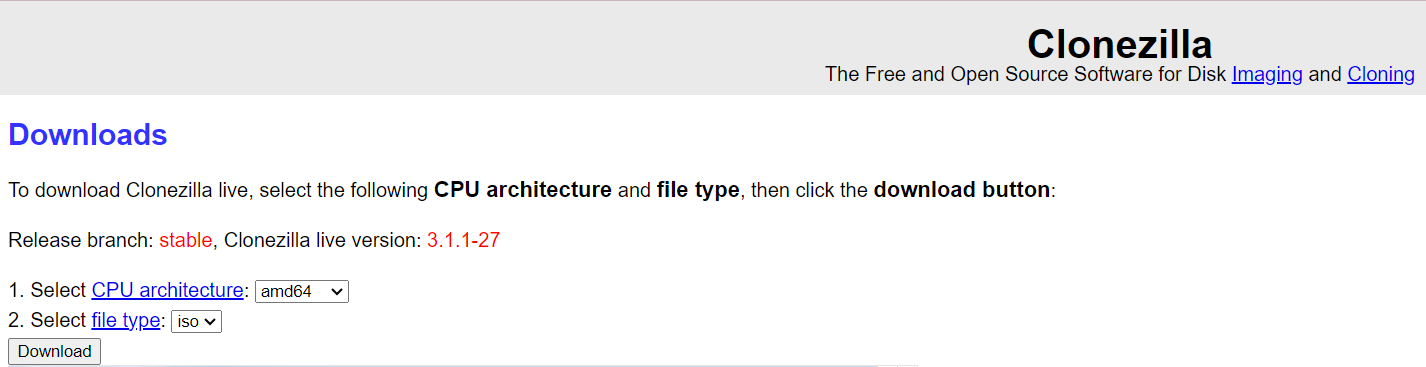 Clonezilla
The Free and Open Source Software for Disk Imaging and Cloning
Downloads
To download Clonezilla live, select the following CPU architecture and file type, then click the download button:
Release branch: stable, Clonezilla live version: 3.1.1-27
1. Select CPU architecture: amd64
2. Select file type: iso
Download